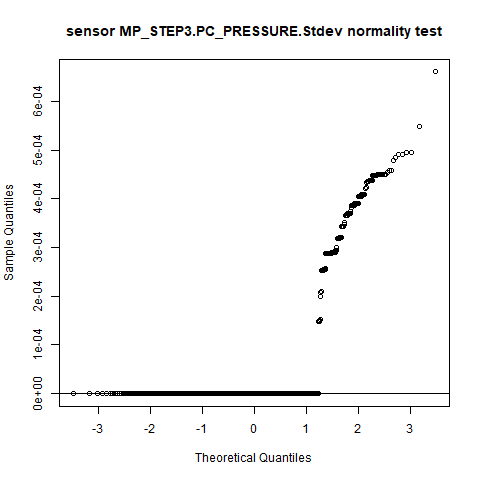 sensor MP_STEP3.PC_PRESSURE.Stdev normality test
6e-04
5e-04
4e-04
3e-04
2e-04
1e-04
0e+00
Sample Quantiles
-3 -2 -1 0 1 2 3
Theoretical Quantiles